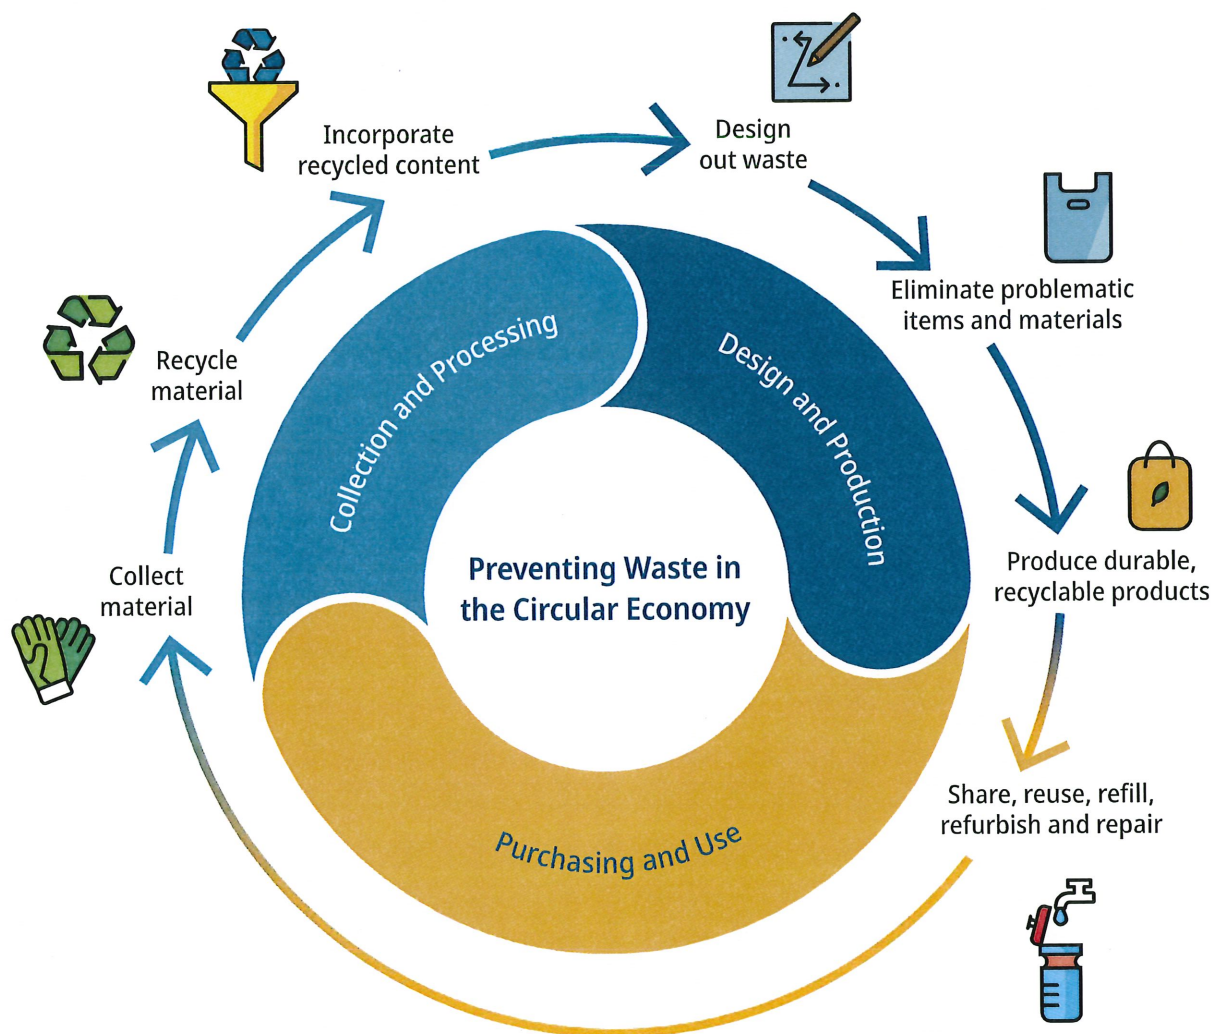 Incorporate
recycled content
Design
out waste
Eliminate problematic
items and materials
Produce durable,
recyclable products
Share, reuse, refill,
refurbish and repair
Collect
material
Recycle
material
Collection and Processing
Design and Production
Purchasing and Use
Preventing Waste in
the Circular Economy